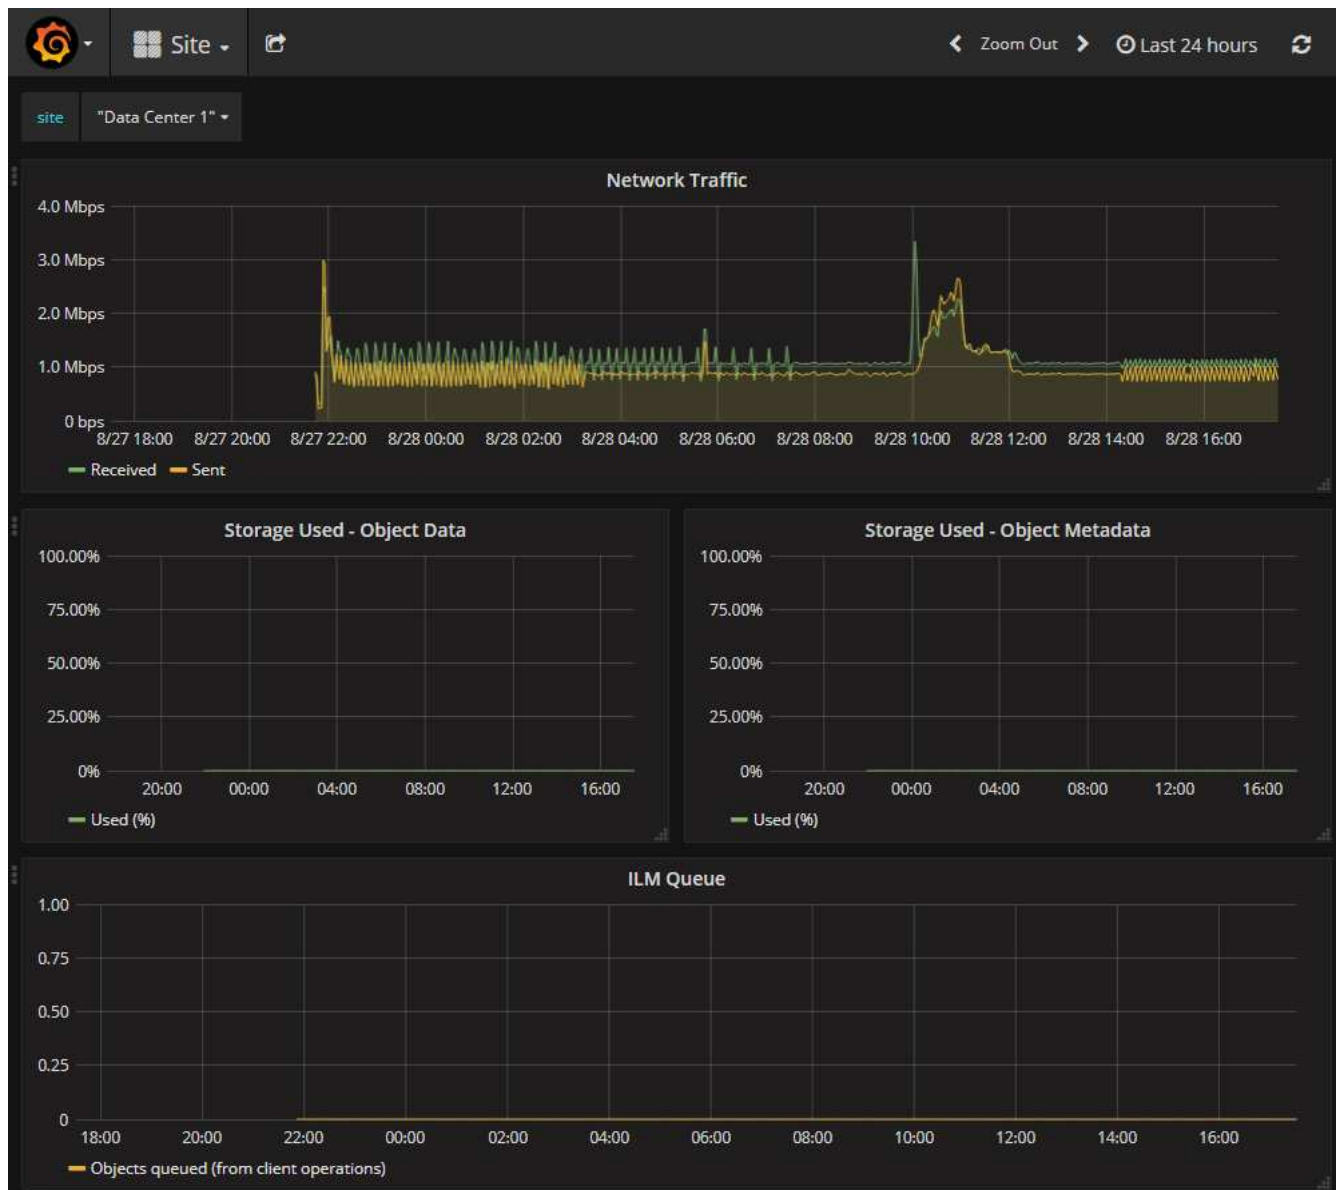 Site
Zoom Out
Last 24 hours
site "Data Center 1"
Network Traffic
4.0 Mbps
3.0 Mbps
2.0 Mbps
1.0 Mbps
0 bps
8/27 18:00 8/27 20:00 8/27 22:00 8/28 00:00 8/28 02:00 8/28 04:00 8/28 06:00 8/28 08:00 8/28 10:00 8/28 12:00 8/28 14:00 8/28 16:00
Received Sent
Storage Used - Object Data
100.00%
75.00%
50.00%
25.00%
0%
20:00 00:00 04:00 08:00 12:00 16:00
Used (%)
Storage Used - Object Metadata
100.00%
75.00%
50.00%
25.00%
0%
20:00 00:00 04:00 08:00 12:00 16:00
Used (%)
ILM Queue
1.00
0.75
0.50
0.25
0
18:00 20:00 22:00 00:00 02:00 04:00 06:00 08:00 10:00 12:00 14:00 16:00
Objects queued (from client operations)